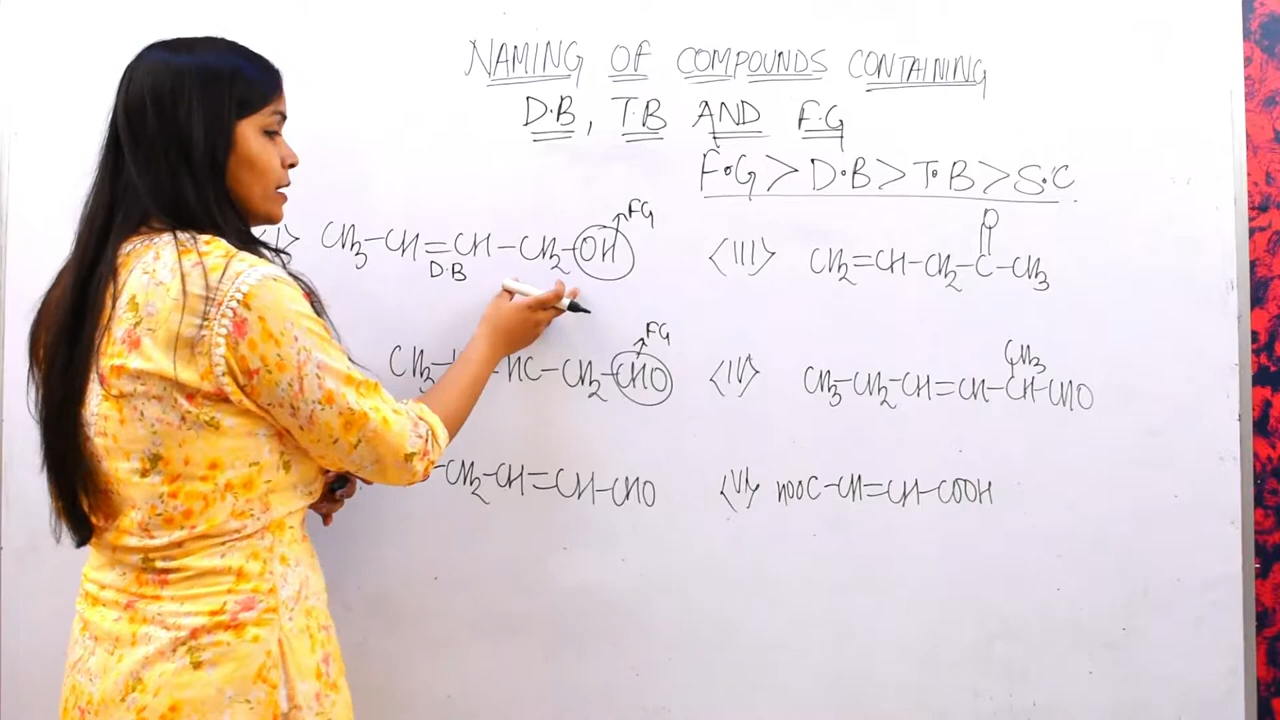 NAMING OF COMPOUNDS CONTAINING
D.B, T.B AND F.G
F.G > D.B > T.B > S.C
<I> CH3-CH=CH-CH2-OH
FG
D.B
<III> CH2=CH-CH2-C-CH3
O
CH3- HC-CH2-CHO
FG
<IV> CH3-CH2-CH=CH-CH-CHO
CH3
-CH2-CH=CH-CHO
<VI> HOOC-CH=CH-COOH